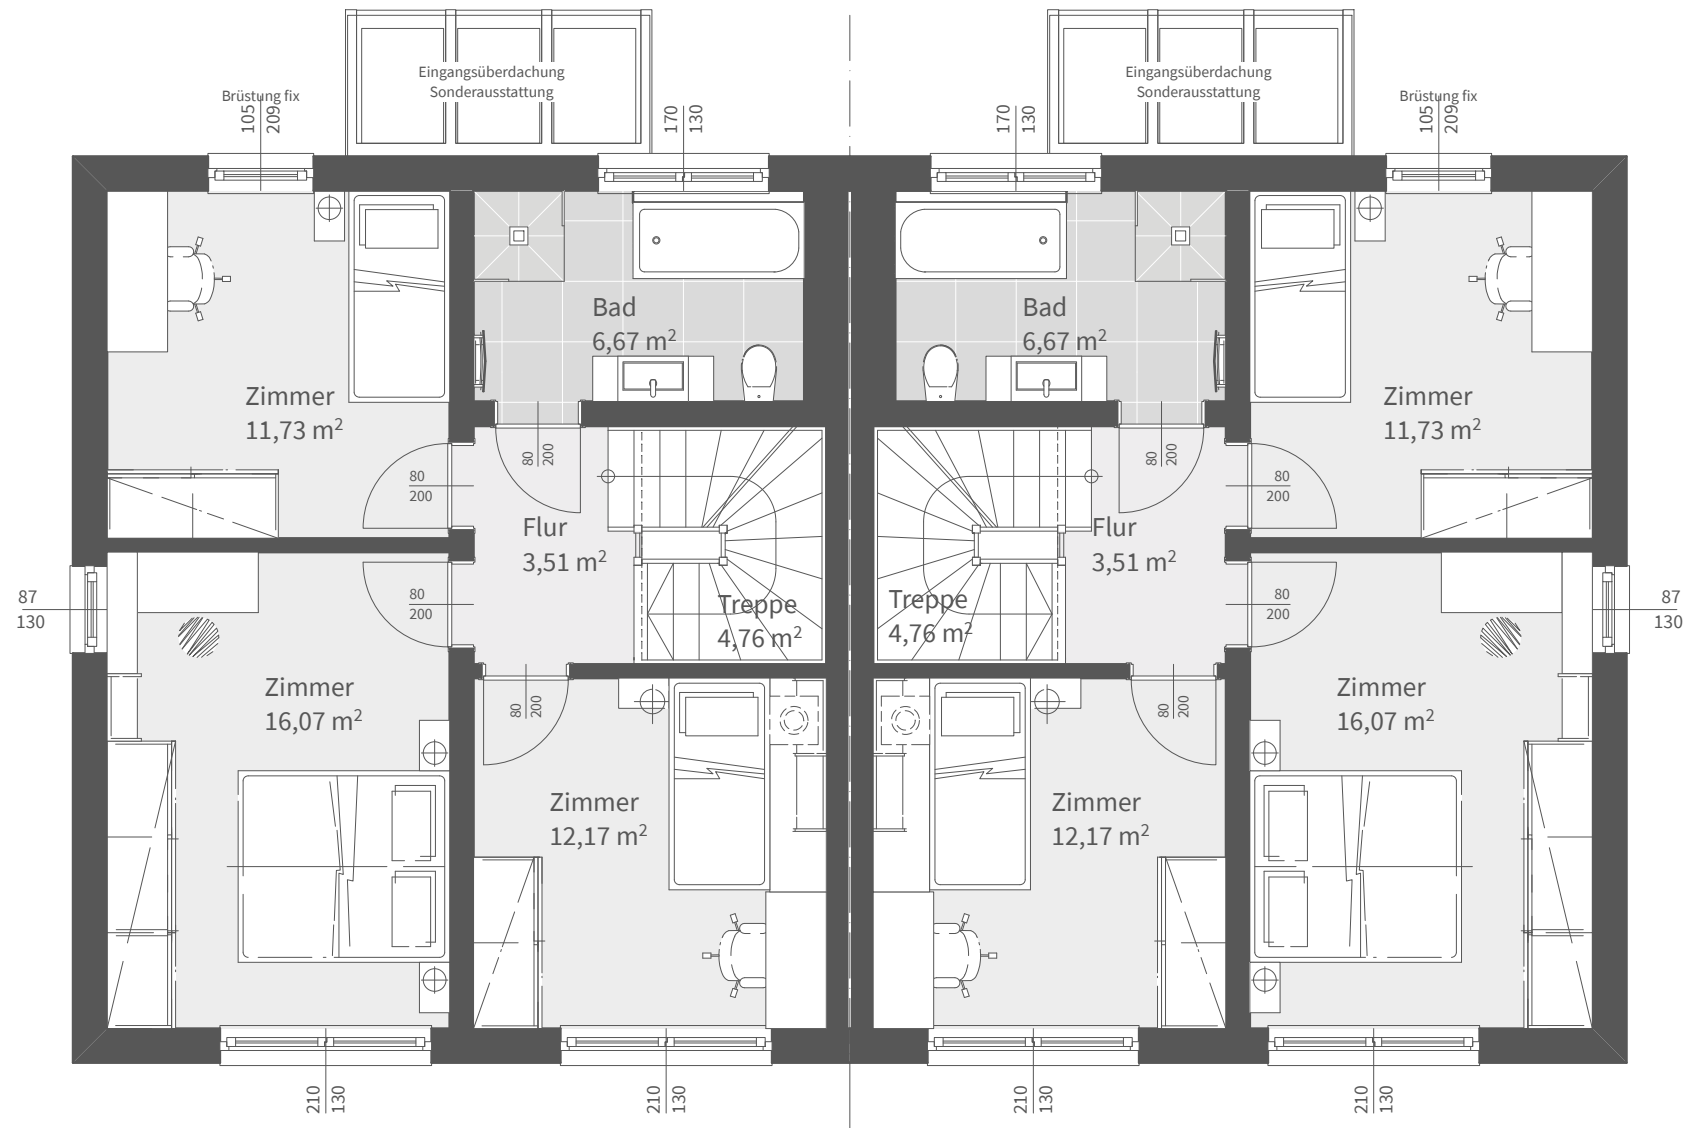 Eingangsüberdachung
Sonderausstattung
Eingangsüberdachung
Sonderausstattung
Brüstung fix
105
209
170
130
170
130
Brüstung fix
105
209
Bad
6,67 m²
Bad
6,67 m²
Zimmer
11,73 m²
Zimmer
11,73 m²
80
200
80
200
80
200
80
200
Flur
3,51 m²
Flur
3,51 m²
87
130
80
200
Treppe
4,76 m²
Treppe
4,76 m²
80
200
87
130
Zimmer
16,07 m²
80
200
80
200
Zimmer
16,07 m²
Zimmer
12,17 m²
Zimmer
12,17 m²
210
130
210
130
210
130
210
130